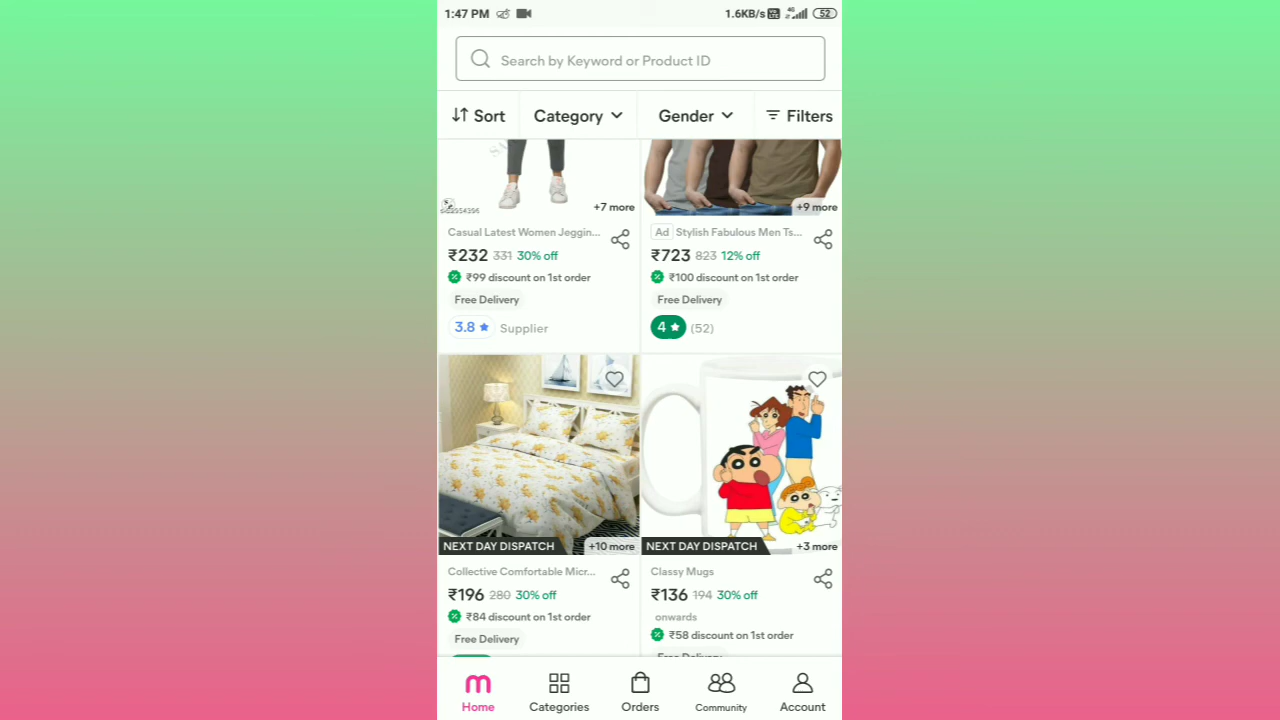 1:47 PM
1.6KB/s 4G 52
Search by Keyword or Product ID
Sort Category Gender Filters
+7 more
+9 more
Casual Latest Women Jeggin...
₹232 331 30% off
₹99 discount on 1st order
Free Delivery
3.8 Supplier
Ad Stylish Fabulous Men Ts...
₹723 823 12% off
₹100 discount on 1st order
Free Delivery
4 (52)
NEXT DAY DISPATCH +10 more
NEXT DAY DISPATCH +3 more
Collective Comfortable Micr...
₹196 280 30% off
₹84 discount on 1st order
Free Delivery
Classy Mugs
₹136 194 30% off
onwards
₹58 discount on 1st order
Free Delivery
m
Home Categories Orders Community Account